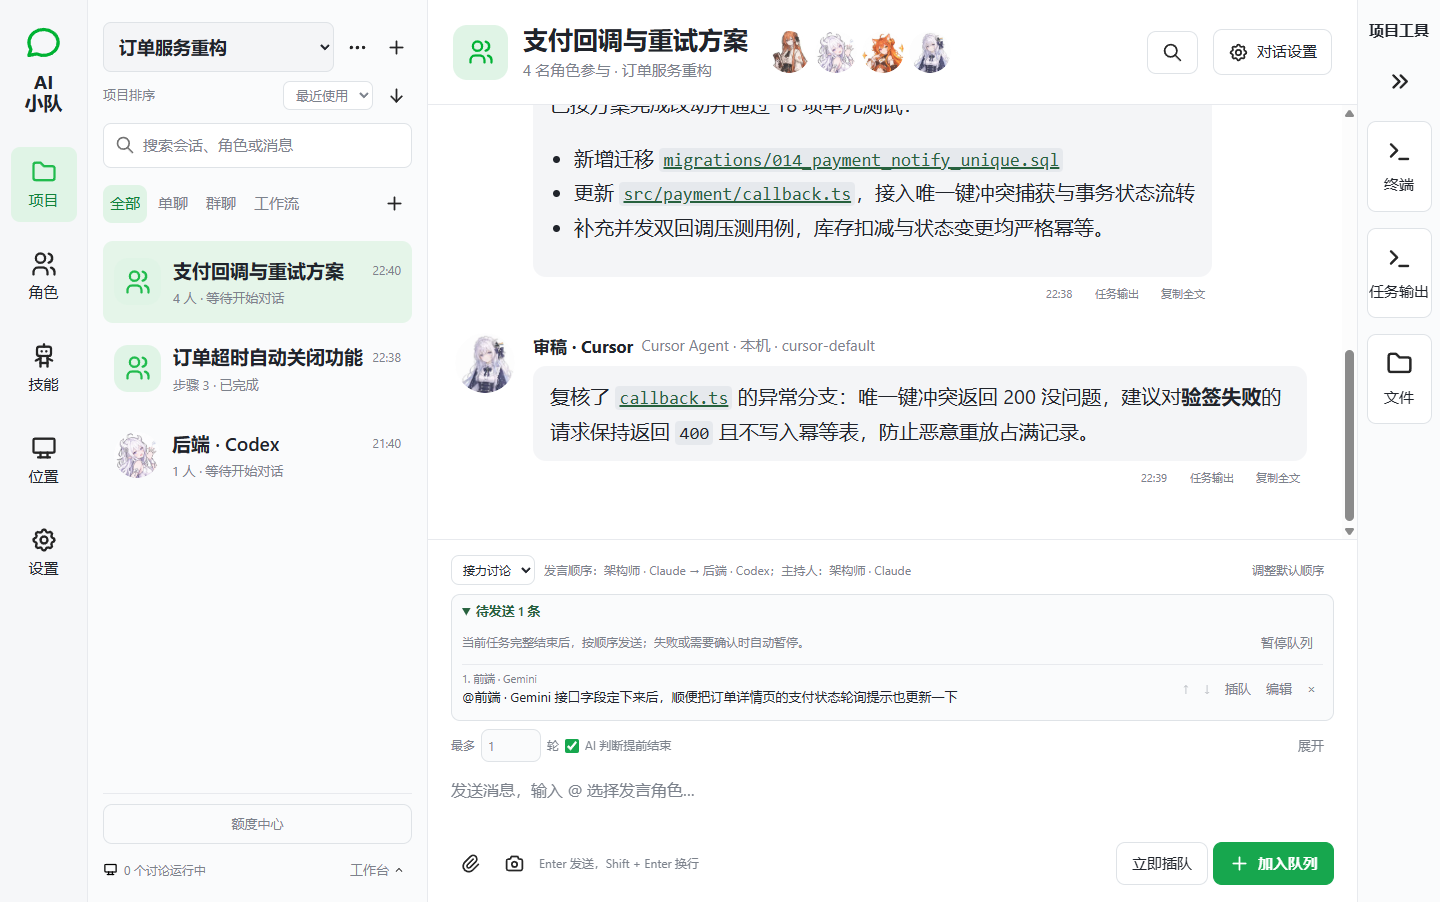 AI
小队
项目
角色
技能
位置
设置
订单服务重构
项目排序
最近使用
搜索会话、角色或消息
全部 单聊 群聊 工作流
支付回调与重试方案 22:40
4 人 · 等待开始对话
订单超时自动关闭功能 22:38
步骤 3 · 已完成
后端 · Codex 21:40
1 人 · 等待开始对话
额度中心
0 个讨论运行中 工作台
支付回调与重试方案
4 名角色参与 · 订单服务重构
对话设置
已按方案完成改动并通过 18 项单元测试：
新增迁移 migrations/014_payment_notify_unique.sql
更新 src/payment/callback.ts，接入唯一键冲突捕获与事务状态流转
补充并发双回调压测用例，库存扣减与状态变更均严格幂等。
22:38 任务输出 复制全文
审稿 · Cursor Cursor Agent · 本机 · cursor-default
复核了 callback.ts 的异常分支：唯一键冲突返回 200 没问题，建议对验签失败的
请求保持返回 400 且不写入幂等表，防止恶意重放占满记录。
22:39 任务输出 复制全文
接力讨论 发言顺序：架构师 · Claude → 后端 · Codex；主持人：架构师 · Claude 调整默认顺序
▼ 待发送 1 条
当前任务完整结束后，按顺序发送；失败或需要确认时自动暂停。 暂停队列
1. 前端 · Gemini
@前端 · Gemini 接口字段定下来后，顺便把订单详情页的支付状态轮询提示也更新一下
↑ ↓ 插队 编辑 ×
最多 1 轮 AI 判断提前结束 展开
发送消息，输入 @ 选择发言角色...
Enter 发送，Shift + Enter 换行
立即插队
加入队列
项目工具
终端
任务输出
文件